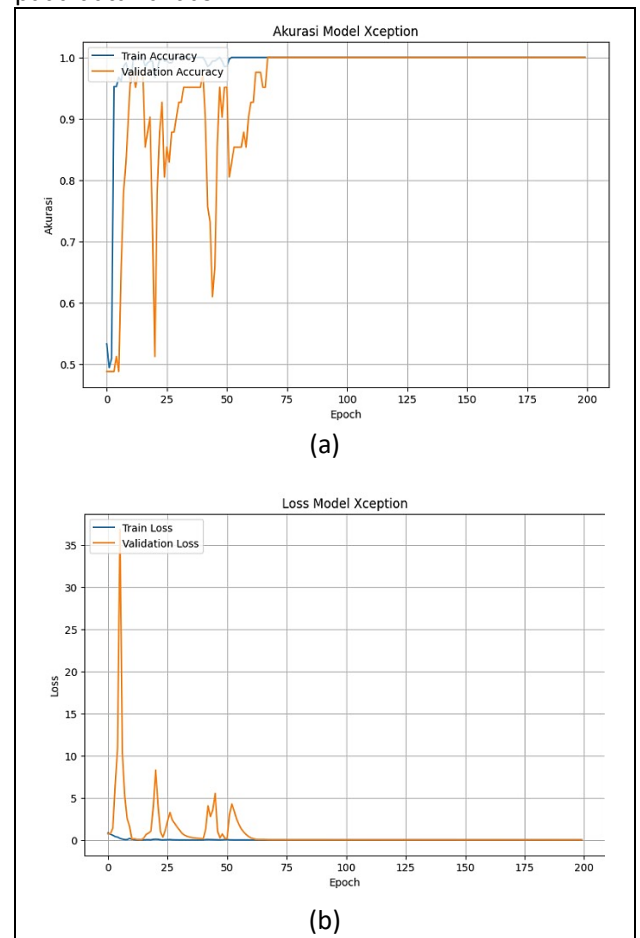 Akurasi Model Xception
Train Accuracy
Validation Accuracy
1.0
0.9
0.8
0.7
0.6
0.5
Akurasi
0 25 50 75 100 125 150 175 200
Epoch
(a)
Loss Model Xception
Train Loss
Validation Loss
35
30
25
20
15
10
5
0
Loss
0 25 50 75 100 125 150 175 200
Epoch
(b)